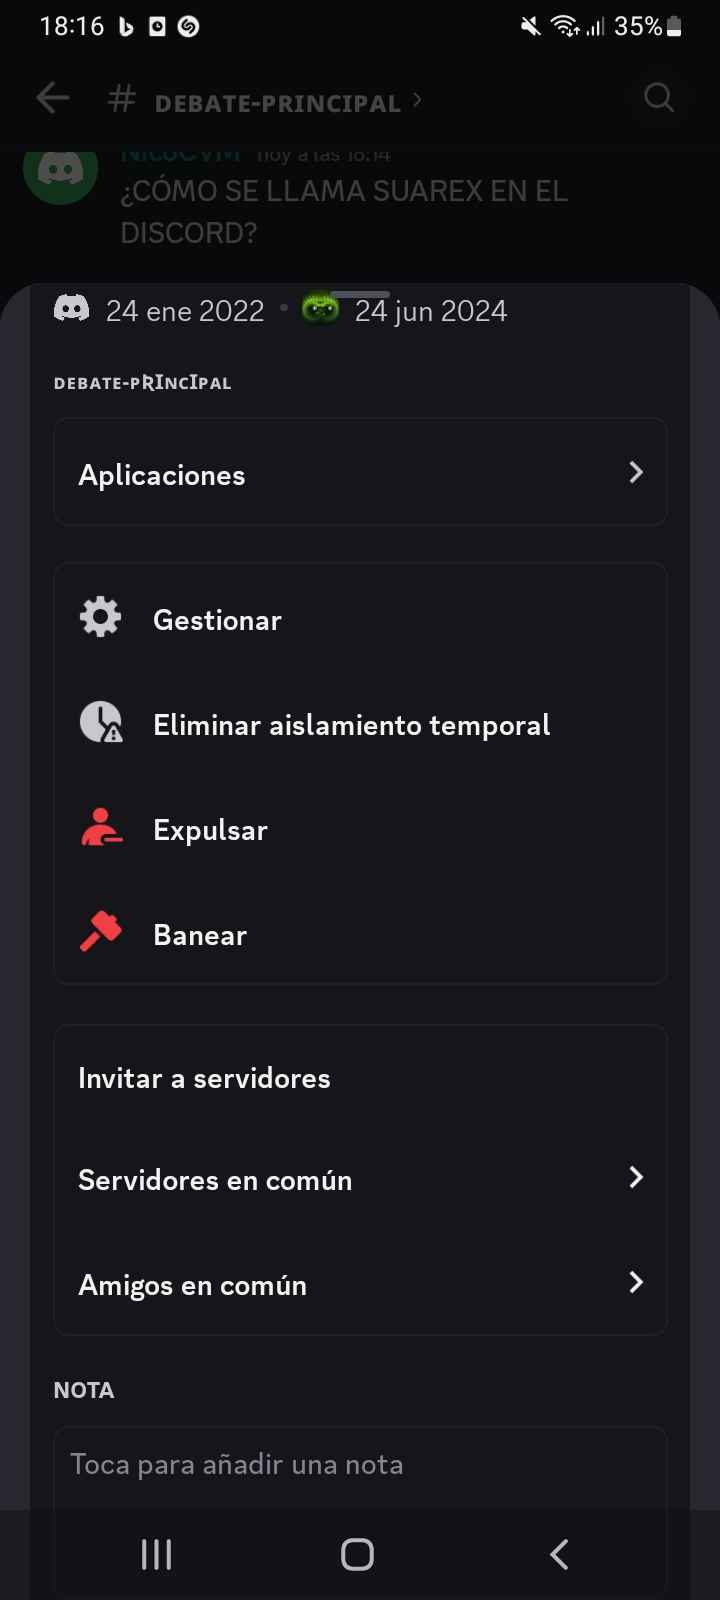 18:16
35%
# DEBATE-PRINCIPAL
NicoCVM hoy a las 18:14
¿CÓMO SE LLAMA SUAREX EN EL
DISCORD?
24 ene 2022 • 24 jun 2024
DEBATE-PRINCIPAL
Aplicaciones
Gestionar
Eliminar aislamiento temporal
Expulsar
Banear
Invitar a servidores
Servidores en común
Amigos en común
NOTA
Toca para añadir una nota